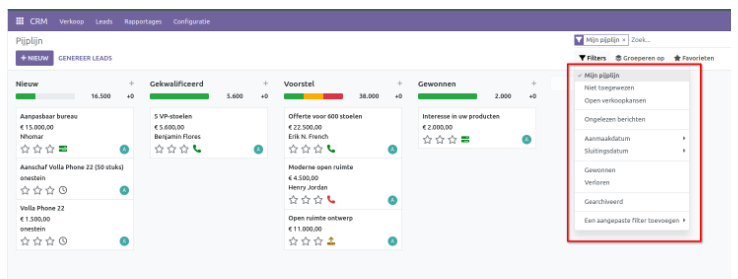 CRM Verkoop Leads Rapportages Configuratie
Pijplijn
Mijn pijplijn × Zoek...
+ NIEUW GENEREER LEADS
Filters Groeperen op Favorieten
Nieuw +
16.500 +0
Aanpasbaar bureau
€ 15.000,00
Nhomar
A
Aanschaf Volla Phone 22 (50 stuks)
onestein
A
Volla Phone 22
€ 1.500,00
onestein
A
Gekwalificeerd +
5.600 +0
5 VP-stoelen
€ 5.600,00
Benjamin Flores
A
Voorstel +
38.000 +0
Offerte voor 600 stoelen
€ 22.500,00
Erik N. French
A
Moderne open ruimte
€ 4.500,00
Henry Jordan
A
Open ruimte ontwerp
€ 11.000,00
A
Gewonnen +
2.000 +0
Interesse in uw producten
€ 2.000,00
A
Mijn pijplijn
Niet toegewezen
Open verkoopkansen
Ongelezen berichten
Aanmaakdatum
Sluitingsdatum
Gewonnen
Verloren
Gearchiveerd
Een aangepaste filter toevoegen